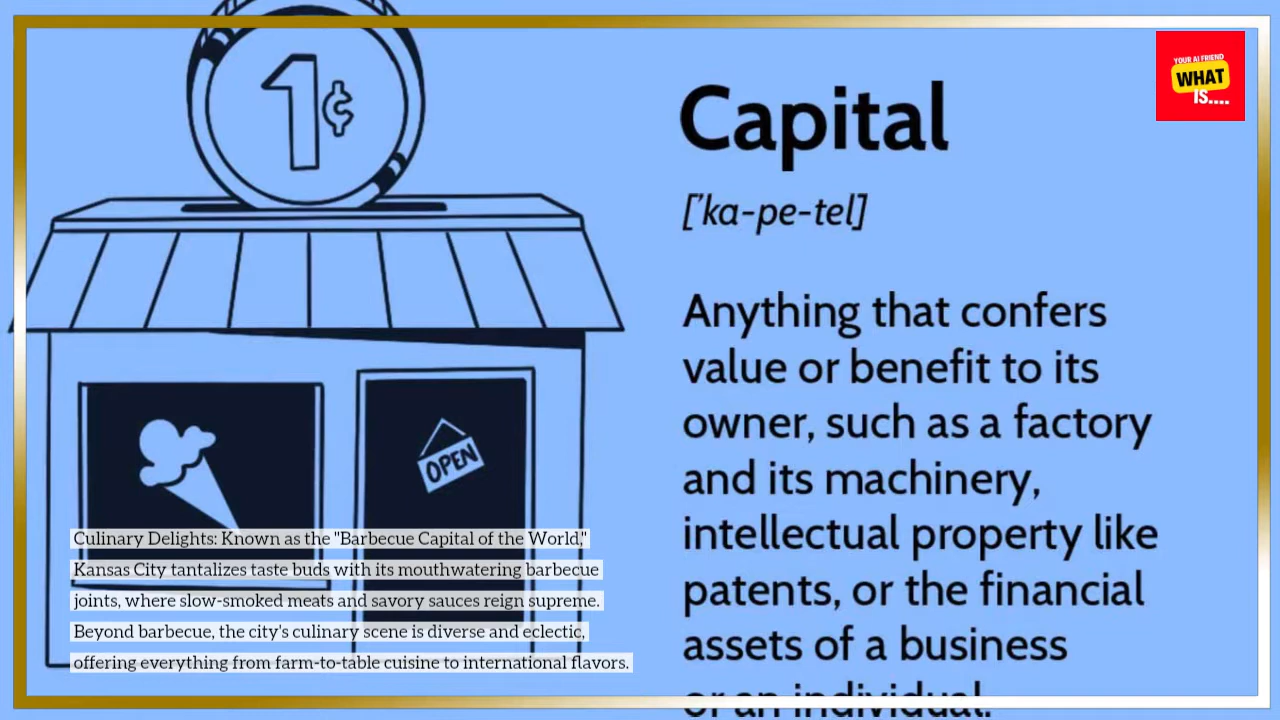 1¢
YOUR AI FRIEND
WHAT
IS....
Capital
['ka-pe-tel]
Anything that confers
value or benefit to its
owner, such as a factory
and its machinery,
intellectual property like
patents, or the financial
assets of a business
or an individual.
OPEN
Culinary Delights: Known as the "Barbecue Capital of the World,"
Kansas City tantalizes taste buds with its mouthwatering barbecue
joints, where slow-smoked meats and savory sauces reign supreme.
Beyond barbecue, the city's culinary scene is diverse and eclectic,
offering everything from farm-to-table cuisine to international flavors.